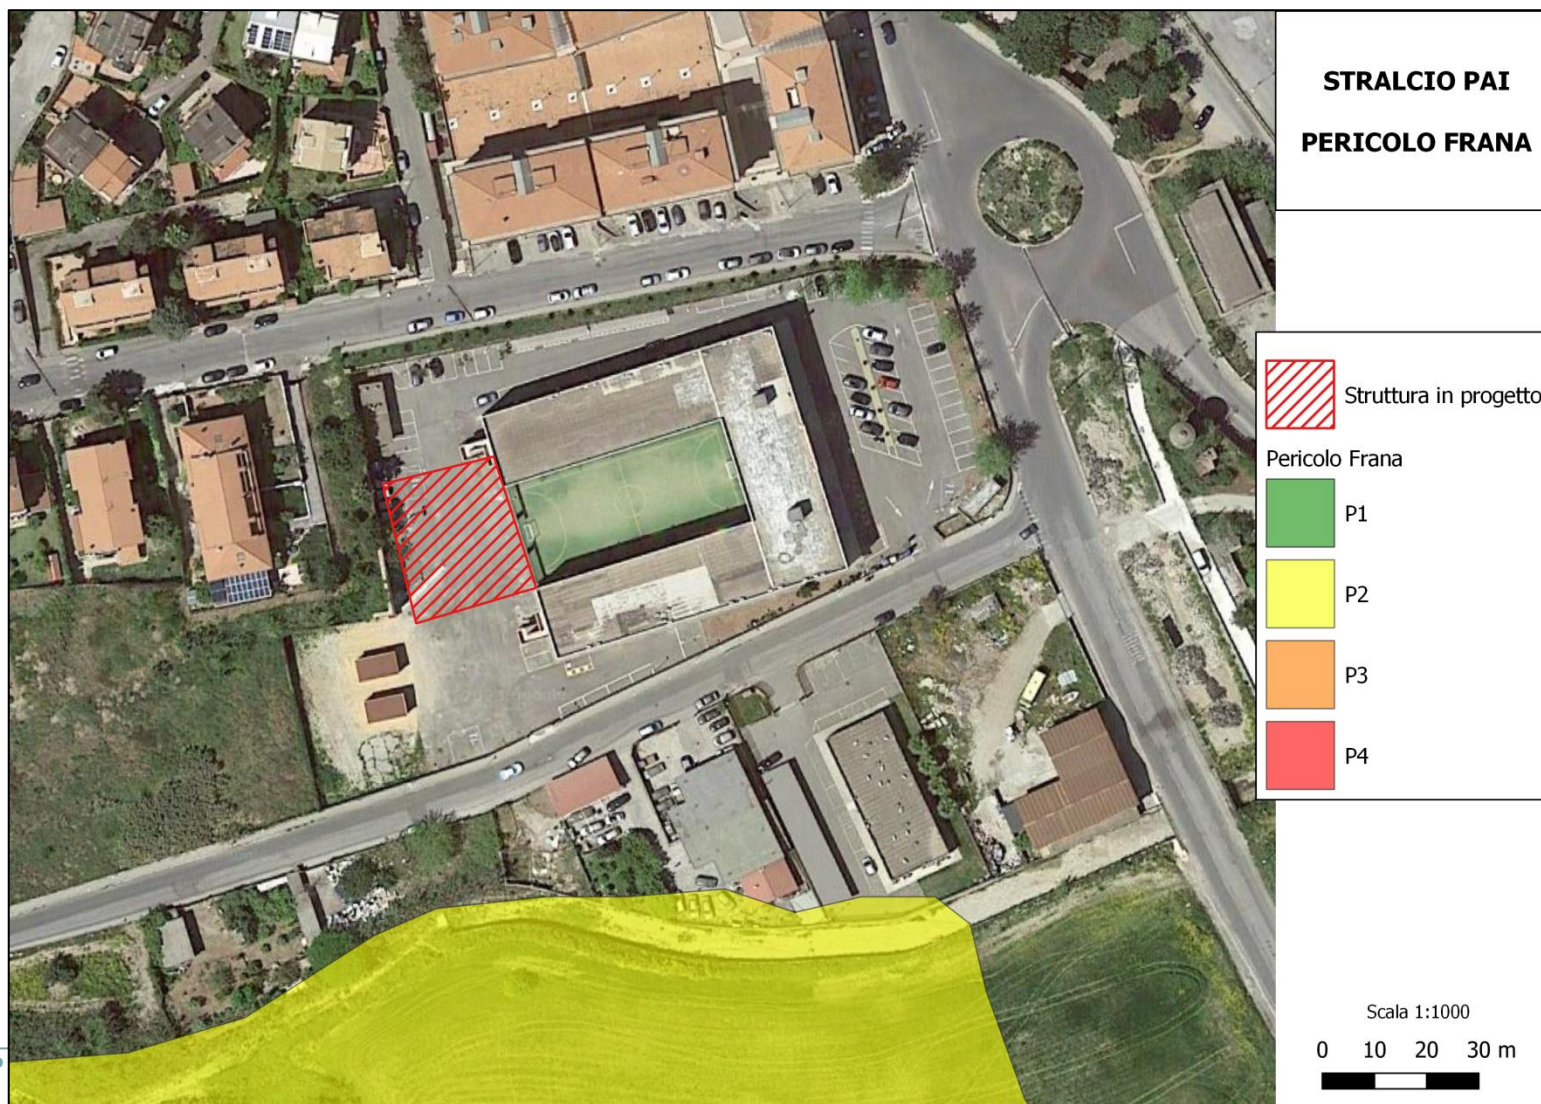 STRALCIO PAI
PERICOLO FRANA
Struttura in progetto
Pericolo Frana
P1
P2
P3
P4
Scala 1:1000
0 10 20 30 m